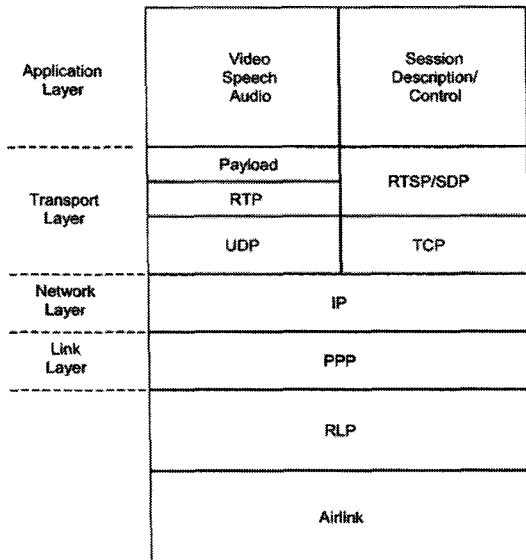 Application
Layer
Video
Speech
Audio
Session
Description/
Control
Transport
Layer
Payload
RTP
UDP
RTSP/SDP
TCP
Network
Layer
IP
Link
Layer
PPP
RLP
Airlink